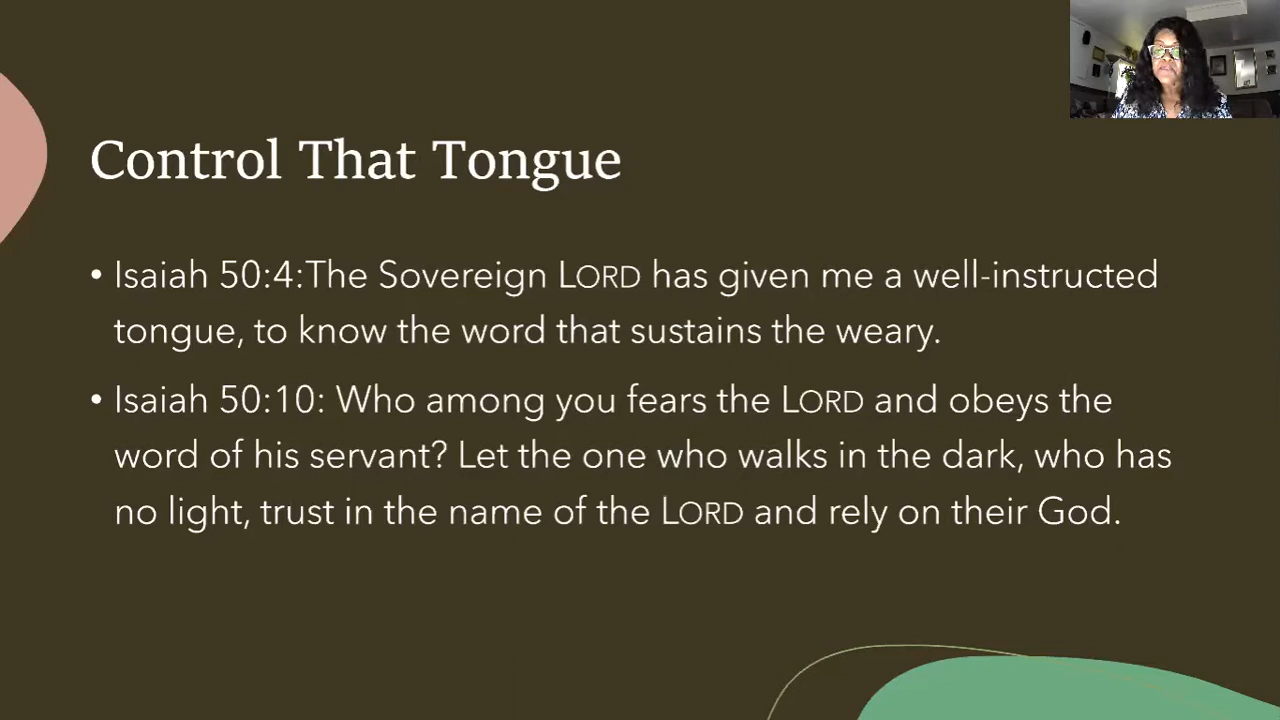 Control That Tongue
• Isaiah 50:4:The Sovereign LORD has given me a well-instructed
tongue, to know the word that sustains the weary.
• Isaiah 50:10: Who among you fears the LORD and obeys the
word of his servant? Let the one who walks in the dark, who has
no light, trust in the name of the LORD and rely on their God.